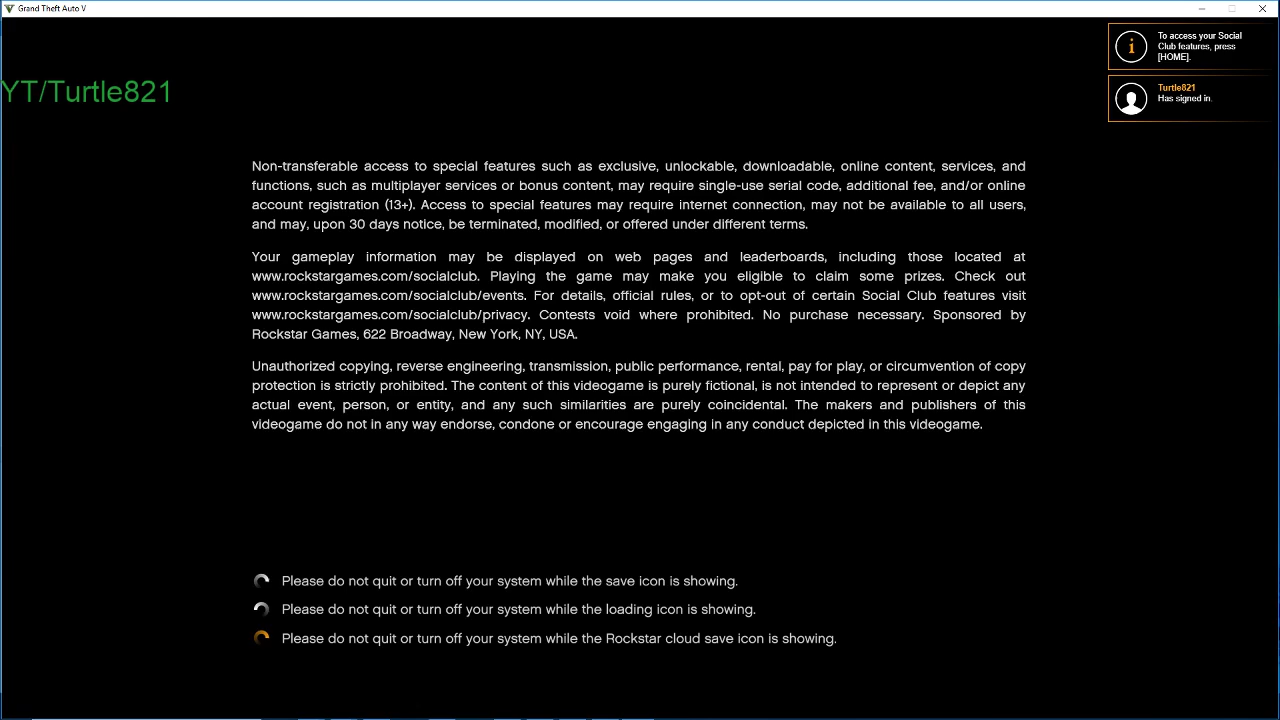 Grand Theft Auto V
To access your Social
Club features, press
[HOME].
YT/Turtle821
Turtle821
Has signed in.
Non-transferable access to special features such as exclusive, unlockable, downloadable, online content, services, and
functions, such as multiplayer services or bonus content, may require single-use serial code, additional fee, and/or online
account registration (13+). Access to special features may require internet connection, may not be available to all users,
and may, upon 30 days notice, be terminated, modified, or offered under different terms.
Your gameplay information may be displayed on web pages and leaderboards, including those located at
www.rockstargames.com/socialclub. Playing the game may make you eligible to claim some prizes. Check out
www.rockstargames.com/socialclub/events. For details, official rules, or to opt-out of certain Social Club features visit
www.rockstargames.com/socialclub/privacy. Contests void where prohibited. No purchase necessary. Sponsored by
Rockstar Games, 622 Broadway, New York, NY, USA.
Unauthorized copying, reverse engineering, transmission, public performance, rental, pay for play, or circumvention of copy
protection is strictly prohibited. The content of this videogame is purely fictional, is not intended to represent or depict any
actual event, person, or entity, and any such similarities are purely coincidental. The makers and publishers of this
videogame do not in any way endorse, condone or encourage engaging in any conduct depicted in this videogame.
Please do not quit or turn off your system while the save icon is showing.
Please do not quit or turn off your system while the loading icon is showing.
Please do not quit or turn off your system while the Rockstar cloud save icon is showing.